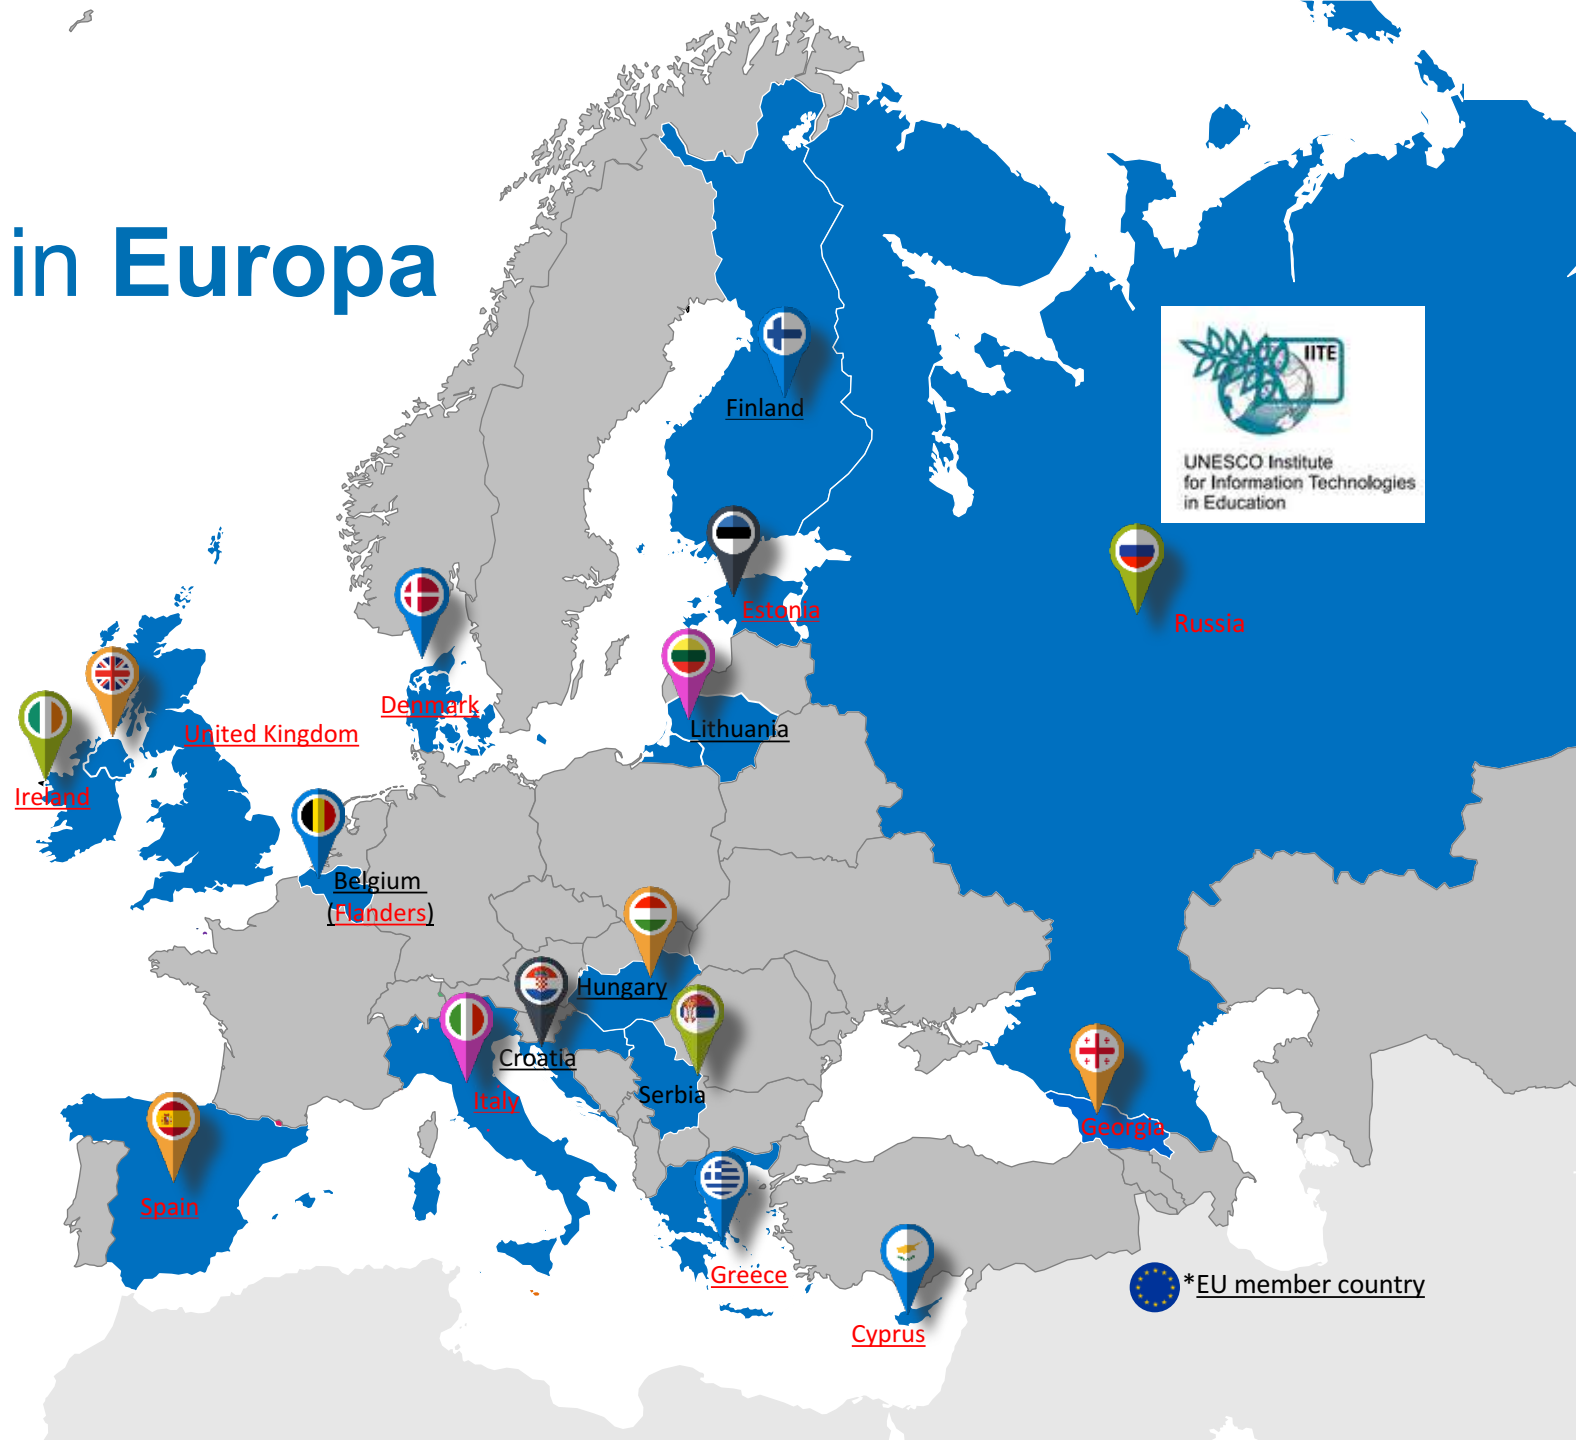 in Europa
IITE
UNESCO Institute
for Information Technologies
in Education
Finland
Estonia
Russia
Denmark
Lithuania
United Kingdom
Ireland
Belgium
(Flanders)
Hungary
Croatia
Serbia
Italy
Georgia
Spain
Greece
*EU member country
Cyprus